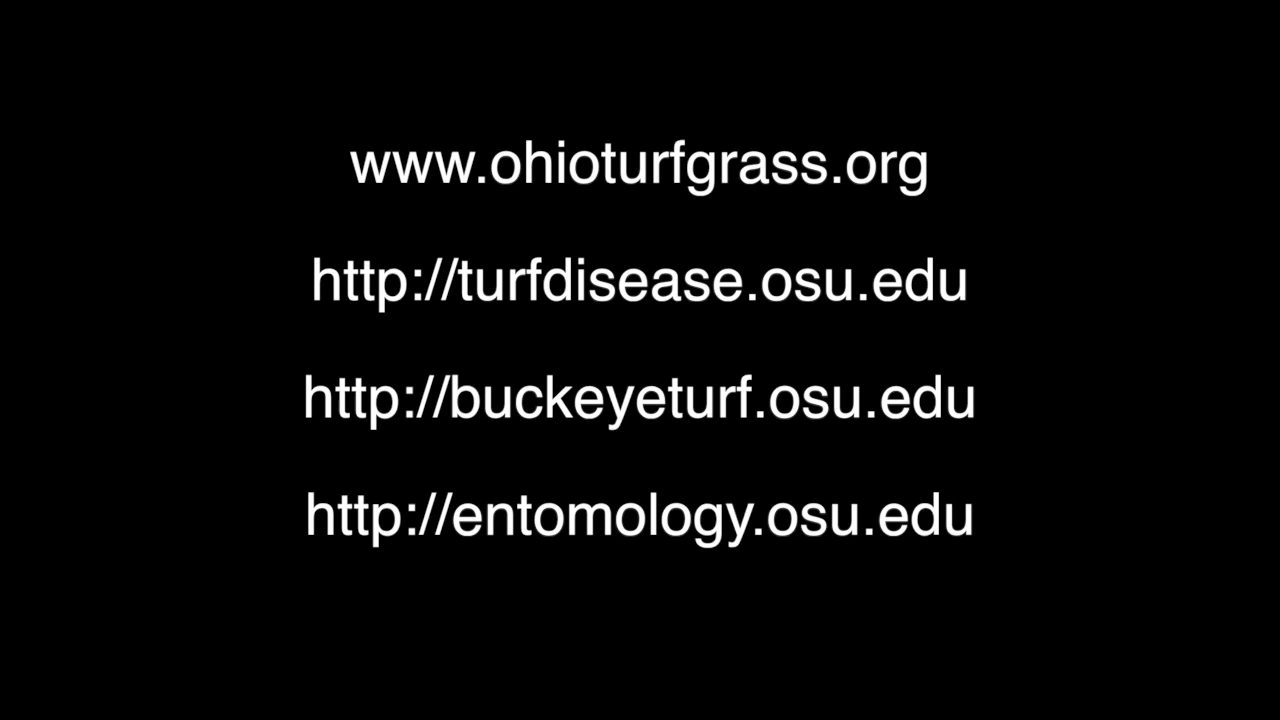 www.ohioturfgrass.org
http://turfdisease.osu.edu
http://buckeyeturf.osu.edu
http://entomology.osu.edu